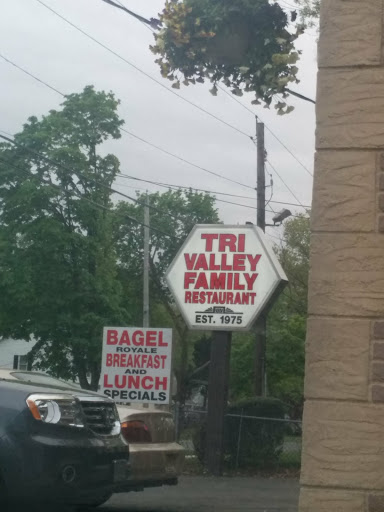 TRI
VALLEY
FAMILY
RESTAURANT
EST. 1975
BAGEL
ROYALE
BREAKFAST
AND
LUNCH
SPECIALS